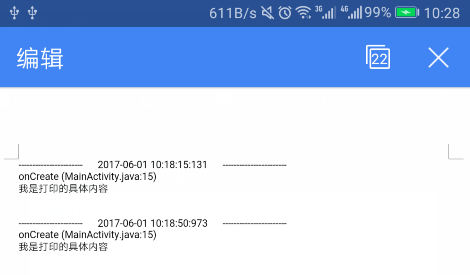 611B/s 3G 4G 99% 10:28
编辑 22
----------------------- 2017-06-01 10:18:15:131 -----------------------
onCreate (MainActivity.java:15)
我是打印的具体内容
----------------------- 2017-06-01 10:18:50:973 -----------------------
onCreate (MainActivity.java:15)
我是打印的具体内容